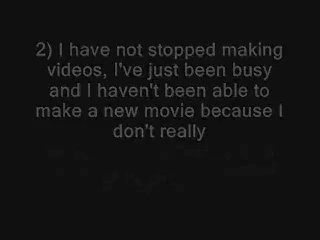 2) I have not stopped making
videos, I've just been busy
and I haven't been able to
make a new movie because I
don't really